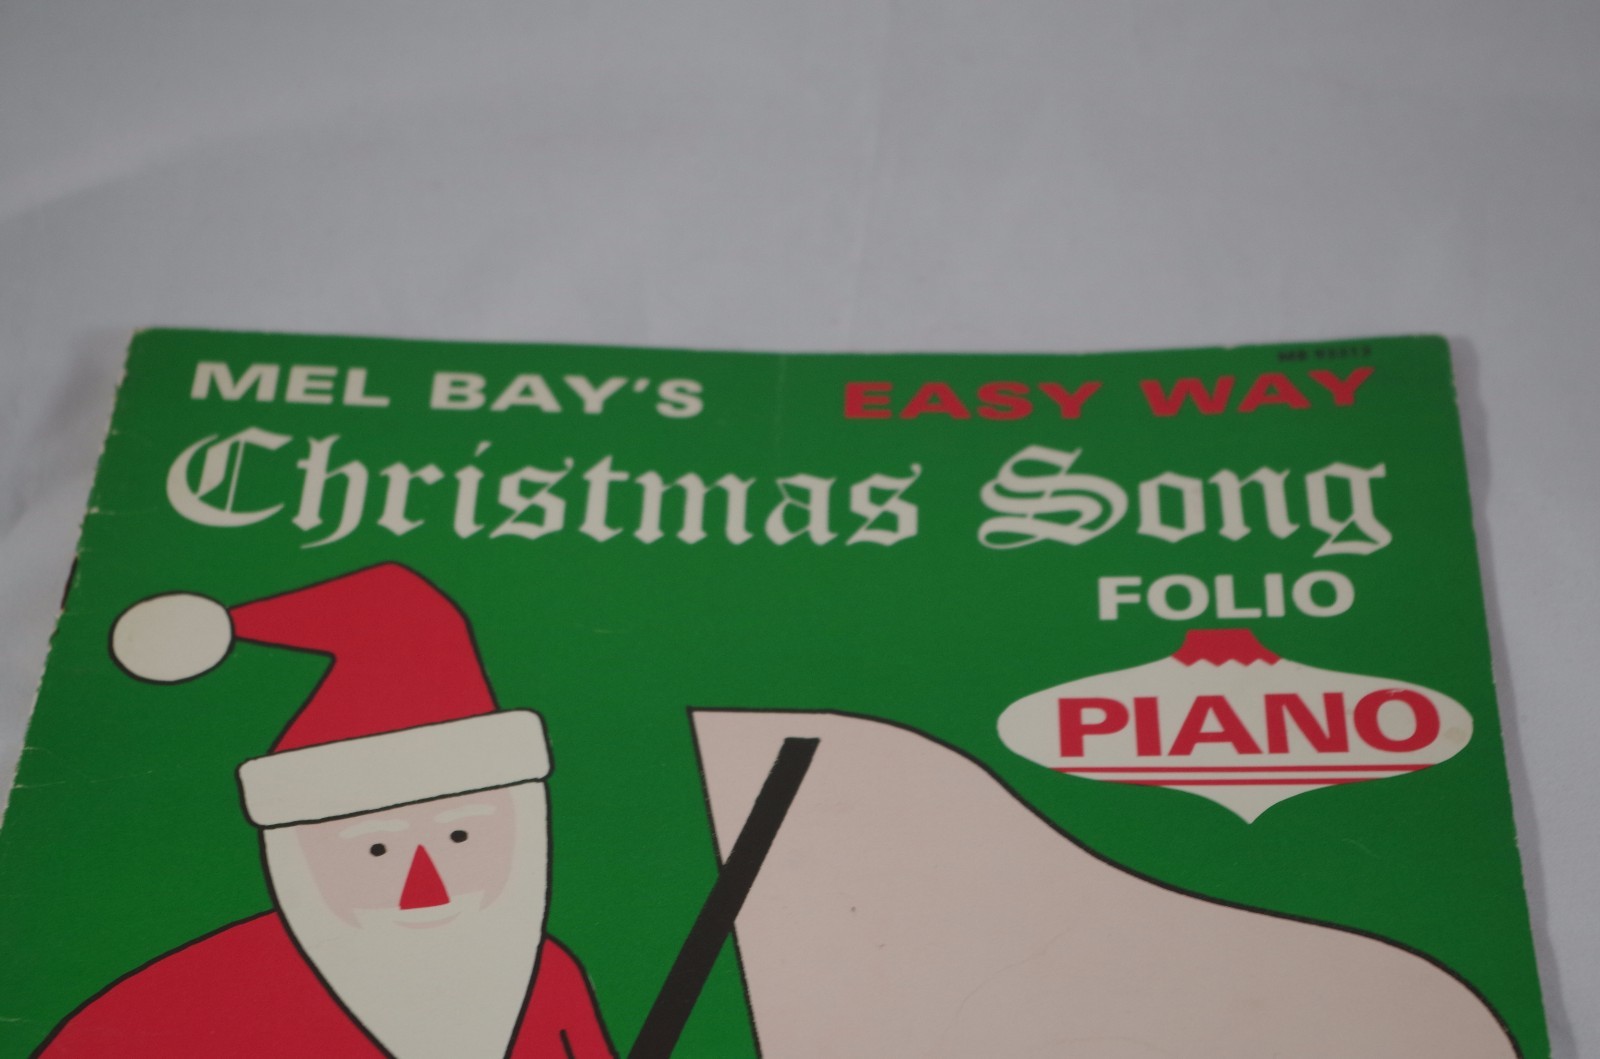 MEL BAY'S EASY WAY
Christmas Song
FOLIO
PIANO